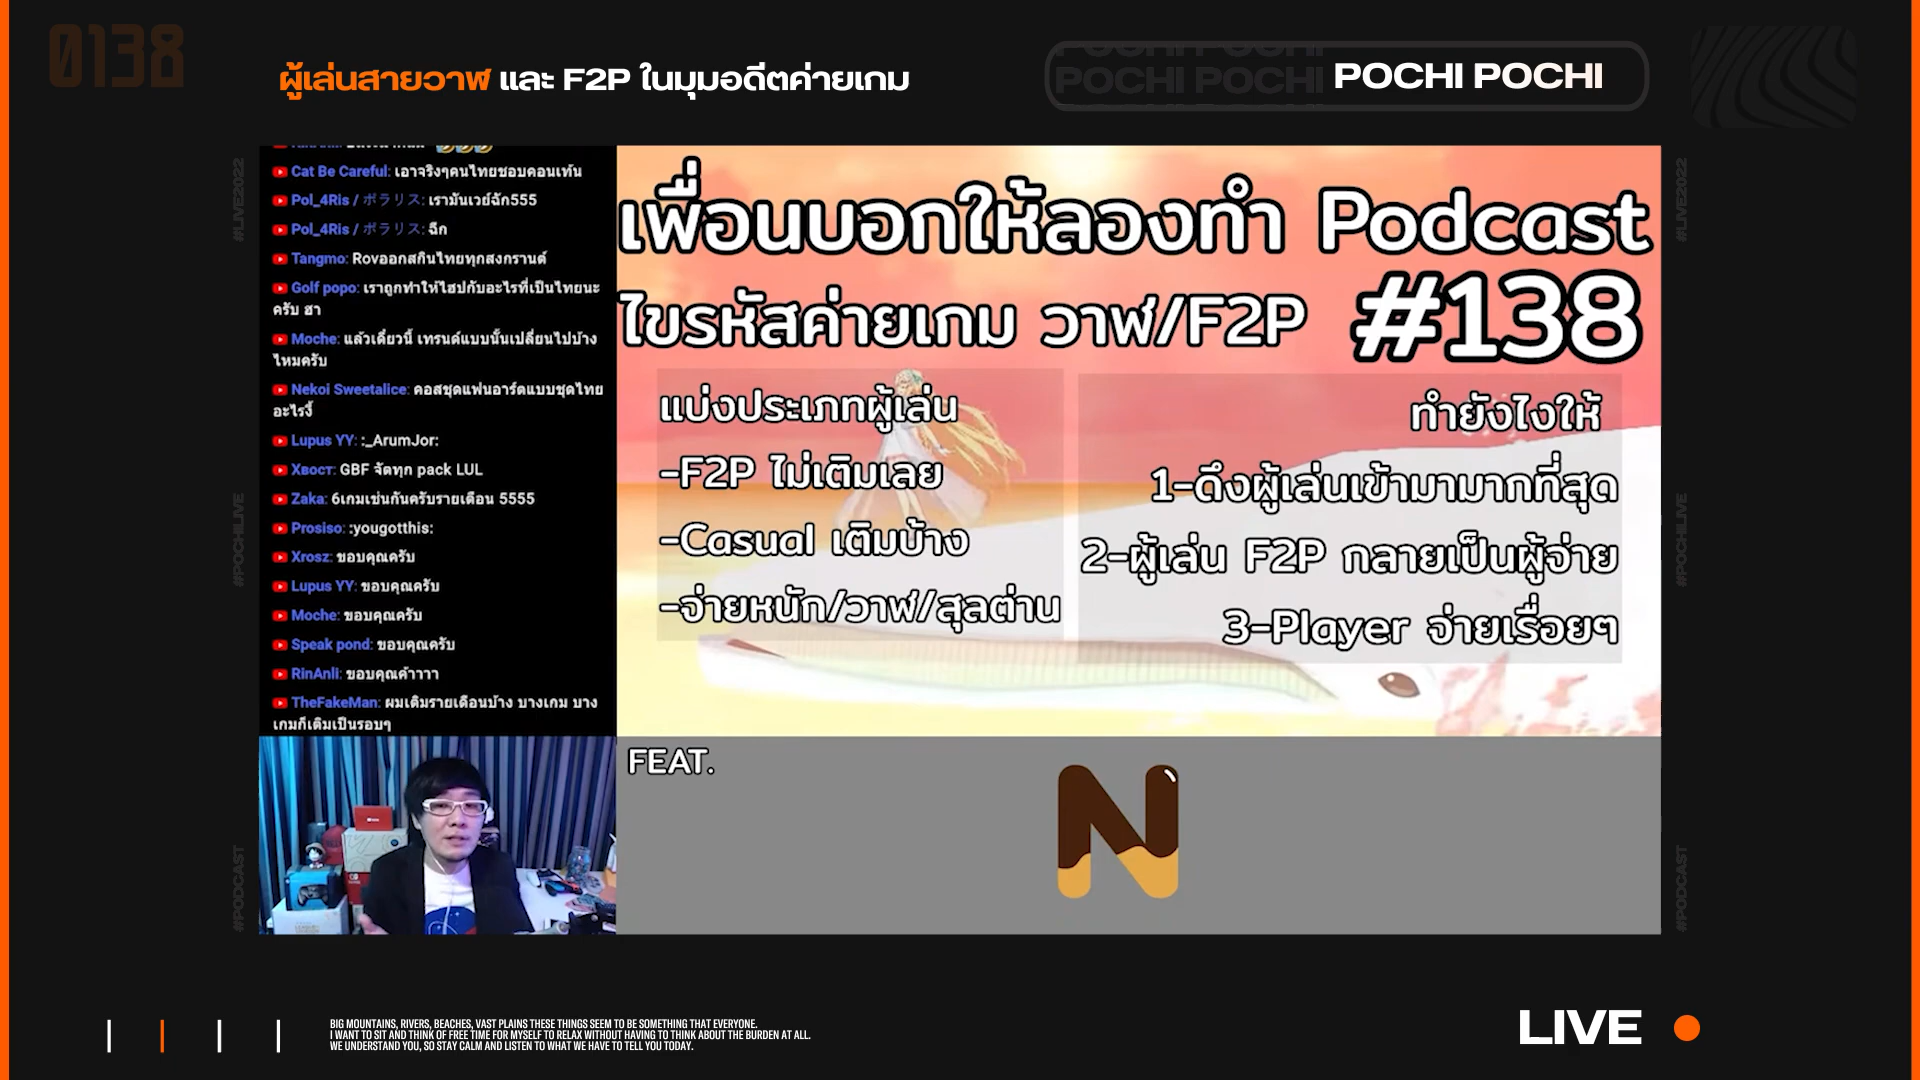 0138
ผู้เล่นสายวาฬ และ F2P ในมุมอดีตค่ายเกม
POCHI POCHI POCHI POCHI
#LIVE2022
#POCHILIVE
#PODCAST
Cat Be Careful: เอาจริงๆคนไทยชอบคอนเท้น
Pol_4Ris / ポラリス: เรามันเวย์ฉัก555
Pol_4Ris / ポラリス: ฉีก
Tangmo: Rovออกสกินไทยทุกสงกรานต์
Golf popo: เราถูกทำให้ไฮปกับอะไรที่เป็นไทยนะ
ครับ ฮา
Moche: แล้วเดี๋ยวนี้ เทรนด์แบบนั้นเปลี่ยนไปบ้าง
ไหมครับ
Nekoi Sweetalice: คอสชุดแฟนอาร์ตแบบชุดไทย
อะไรงี้
Lupus YY: :_ArumJor:
Хвост: GBF จัดทุก pack LUL
Zaka: 6เกมเช่นกันครับรายเดือน 5555
Prosiso: :yougotthis:
Xrosz: ขอบคุณครับ
Lupus YY: ขอบคุณครับ
Moche: ขอบคุณครับ
Speak pond: ขอบคุณครับ
RinAnli: ขอบคุณค้าาาา
TheFakeMan: ผมเติมรายเดือนบ้าง บางเกม บาง
เกมก็เติมเป็นรอบๆ
เพื่อนบอกให้ลองทำ Podcast
ไขรหัสค่ายเกม วาฬ/F2P #138
แบ่งประเภทผู้เล่น
-F2P ไม่เติมเลย
-Casual เติมบ้าง
-จ่ายหนัก/วาฬ/สุลต่าน
ทำยังไงให้
1-ดึงผู้เล่นเข้ามามากที่สุด
2-ผู้เล่น F2P กลายเป็นผู้จ่าย
3-Player จ่ายเรื่อยๆ
FEAT.
N
#LIVE2022
#POCHILIVE
#PODCAST
BIG MOUNTAINS, RIVERS, BEACHES, VAST PLAINS THESE THINGS SEEM TO BE SOMETHING THAT EVERYONE.
I WANT TO SIT AND THINK OF FREE TIME FOR MYSELF TO RELAX WITHOUT HAVING TO THINK ABOUT THE BURDEN AT ALL.
WE UNDERSTAND YOU, SO STAY CALM AND LISTEN TO WHAT WE HAVE TO TELL YOU TODAY.
LIVE